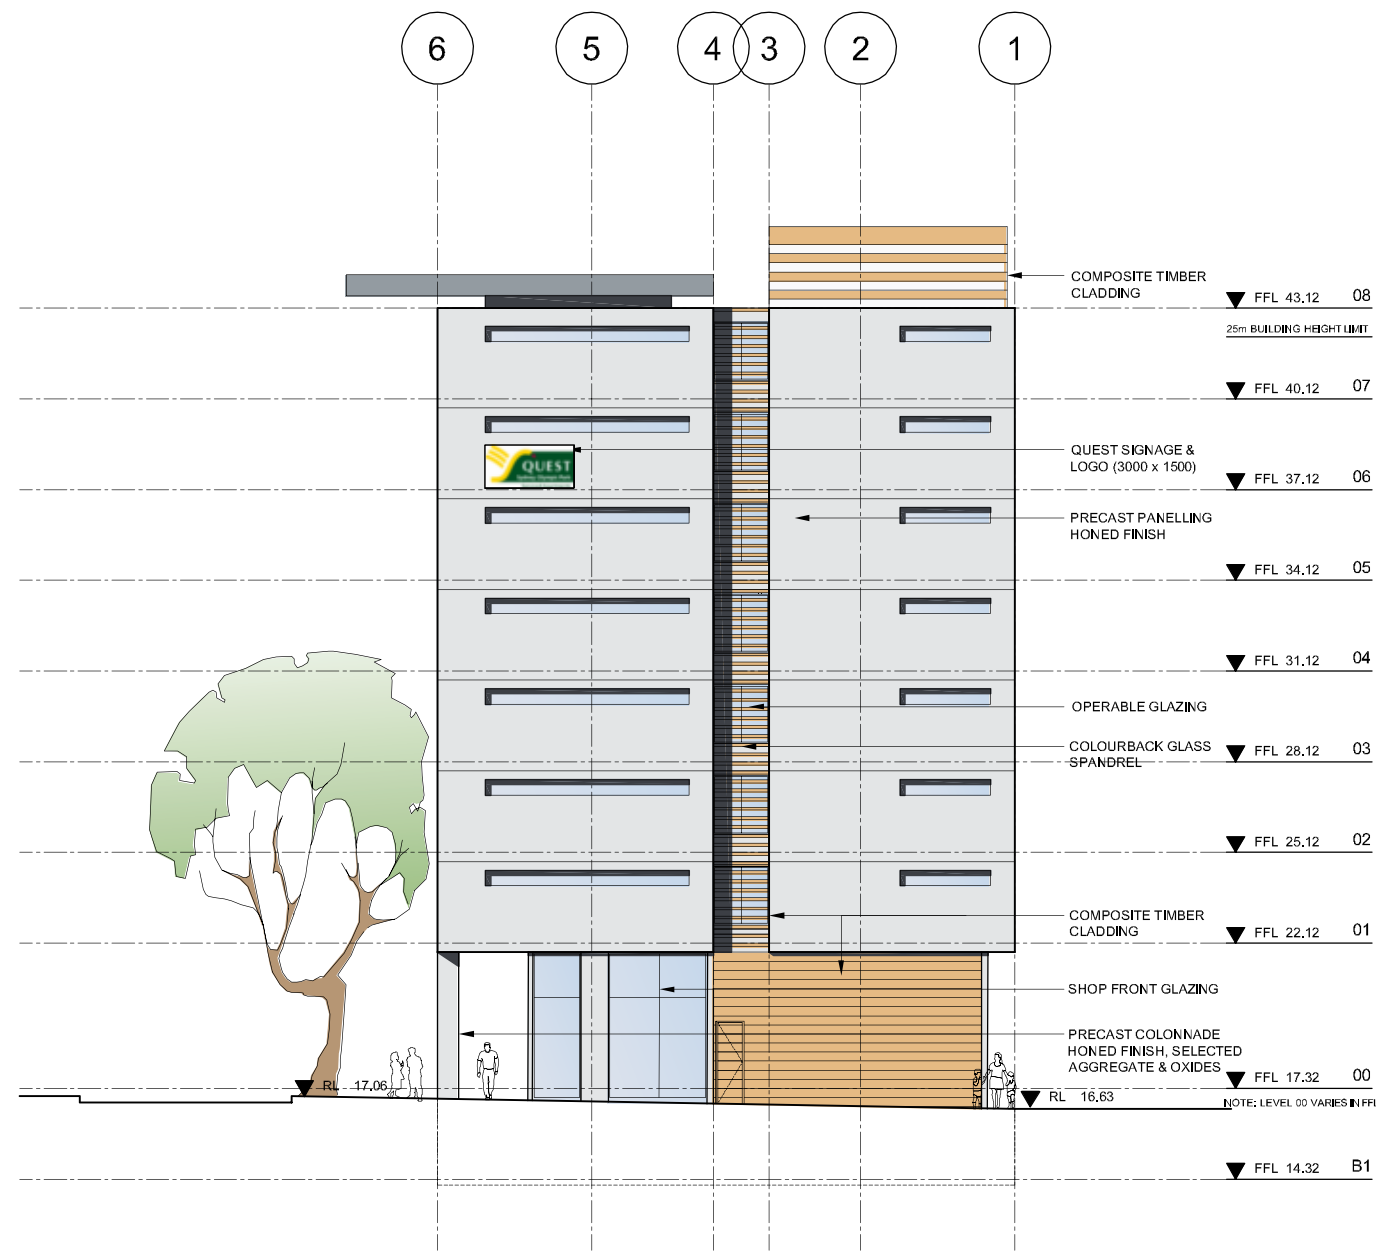 6 5 4 3 2 1
COMPOSITE TIMBER
CLADDING
FFL 43.12 08
25m BUILDING HEIGHT LIMIT
FFL 40.12 07
QUEST SIGNAGE &
LOGO (3000 x 1500)
QUEST
Sydney Olympic Park
FFL 37.12 06
PRECAST PANELLING
HONED FINISH
FFL 34.12 05
FFL 31.12 04
OPERABLE GLAZING
COLOURBACK GLASS
SPANDREL
FFL 28.12 03
FFL 25.12 02
COMPOSITE TIMBER
CLADDING
FFL 22.12 01
SHOP FRONT GLAZING
PRECAST COLONNADE
HONED FINISH, SELECTED
AGGREGATE & OXIDES
FFL 17.32 00
RL 17.06
RL 16.63
NOTE: LEVEL 00 VARIES IN FFL
FFL 14.32 B1